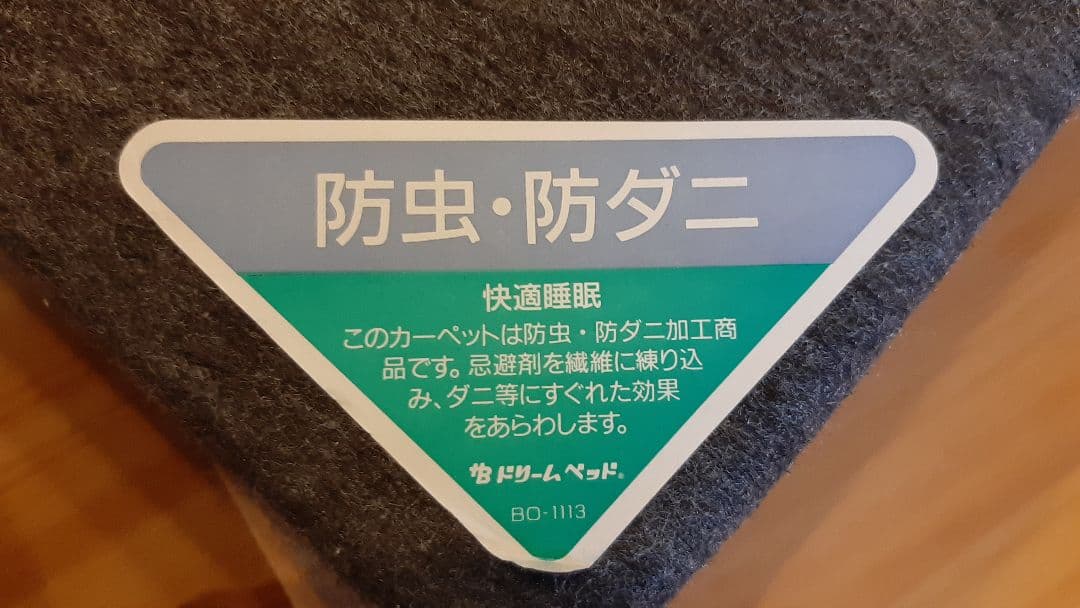 防虫・防ダニ
快適睡眠
このカーペットは防虫・防ダニ加工商
品です。忌避剤を繊維に練り込
み、ダニ等にすぐれた効果
をあらわします。
ドリームベッド®
BO-1113